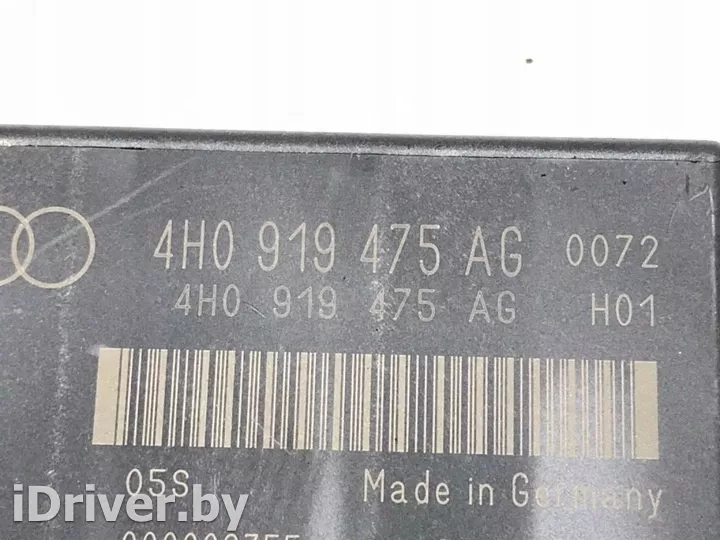 4H0 919 475 AG 0072
4H0 919 475 AG H01
05S Made in Germany
iDriver.by